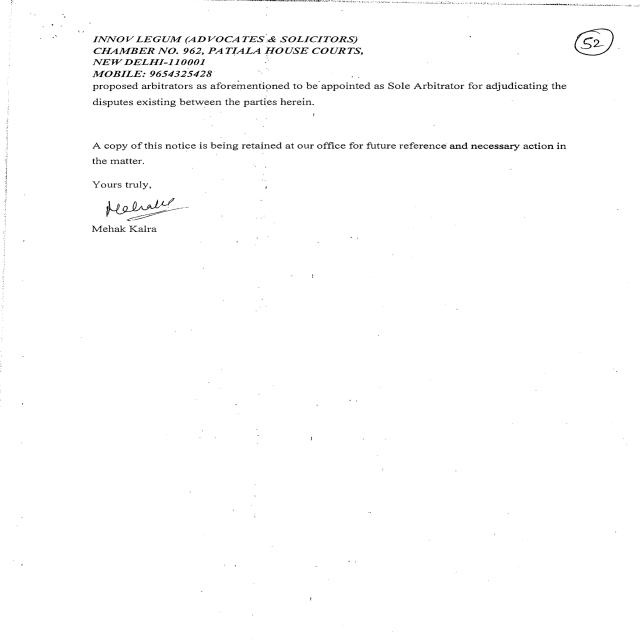 INNOV LEGUM (ADVOCATES & SOLICITORS)
CHAMBER NO. 962, PATIALA HOUSE COURTS,
NEW DELHI-110001
MOBILE: 9654325428
52
proposed arbitrators as aforementioned to be appointed as Sole Arbitrator for adjudicating the
disputes existing between the parties herein.
A copy of this notice is being retained at our office for future reference and necessary action in
the matter.
Yours truly,
Mehak
Mehak Kalra